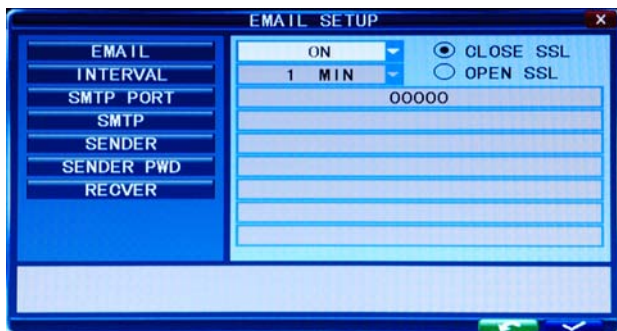 EMAIL SETUP
EMAIL ON CLOSE SSL
INTERVAL 1 MIN OPEN SSL
SMTP PORT 00000
SMTP
SENDER
SENDER PWD
RECVER